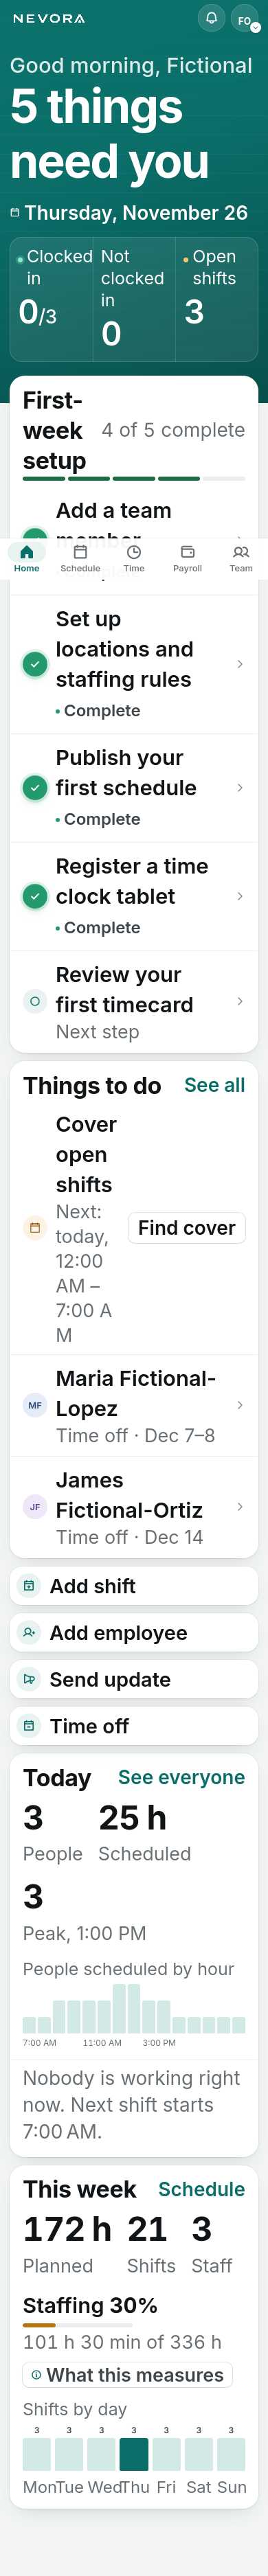 NEVORA
FO
Good morning, Fictional
5 things
need you
Thursday, November 26
Clocked
in
0/3
Not
clocked
in
0
Open
shifts
3
First-
week
setup
4 of 5 complete
Add a team
Home
Schedule
Time
Payroll
Team
Set up
locations and
staffing rules
Complete
Publish your
first schedule
Complete
Register a time
clock tablet
Complete
Review your
first timecard
Next step
Things to do
See all
Cover
open
shifts
Next:
today,
12:00
AM –
7:00 A
M
Find cover
MF
Maria Fictional-
Lopez
Time off · Dec 7–8
JF
James
Fictional-Ortiz
Time off · Dec 14
Add shift
Add employee
Send update
Time off
Today
See everyone
3
People
25 h
Scheduled
3
Peak, 1:00 PM
People scheduled by hour
7:00 AM
11:00 AM
3:00 PM
Nobody is working right
now. Next shift starts
7:00 AM.
This week
Schedule
172 h
Planned
21
Shifts
3
Staff
Staffing 30%
101 h 30 min of 336 h
What this measures
Shifts by day
3 3 3 3 3 3 3
Mon Tue Wed Thu Fri Sat Sun